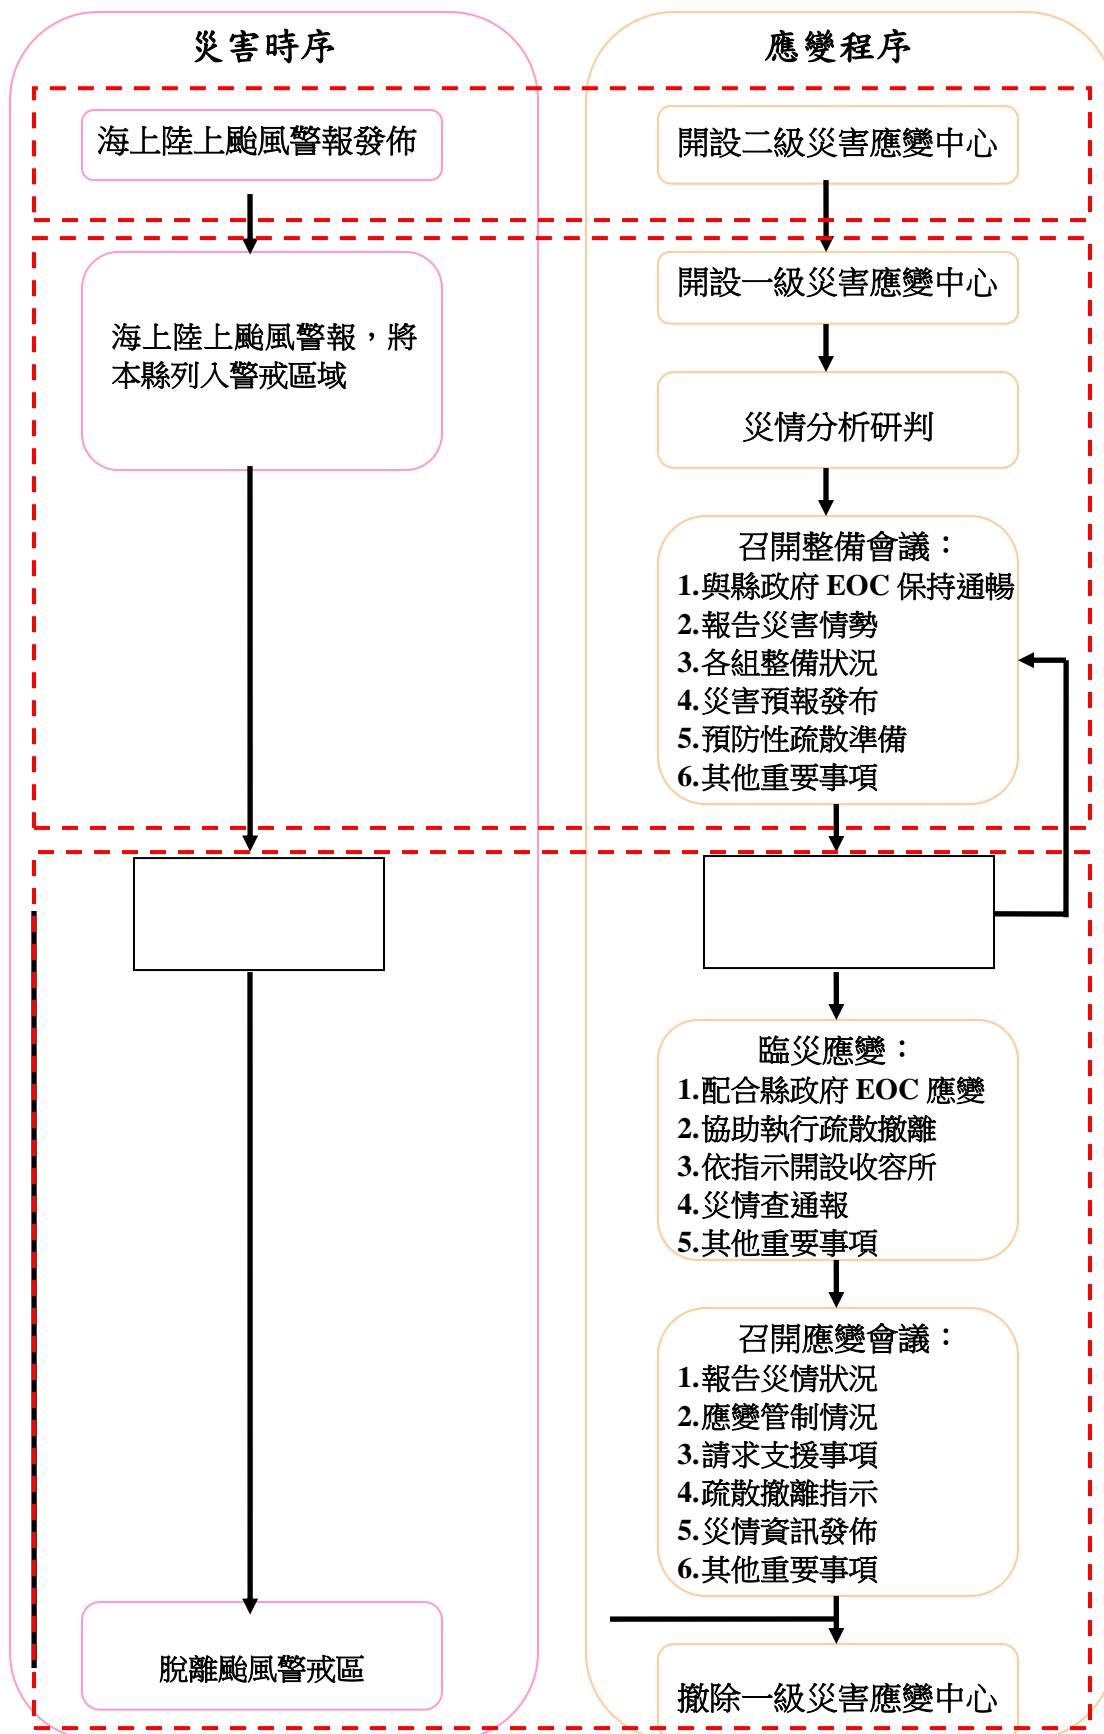 災害時序
海上陸上颱風警報發佈
海上陸上颱風警報，將
本縣列入警戒區域
脫離颱風警戒區
應變程序
開設二級災害應變中心
開設一級災害應變中心
災情分析研判
召開整備會議：
1.與縣政府 EOC 保持通暢
2.報告災害情勢
3.各組整備狀況
4.災害預報發布
5.預防性疏散準備
6.其他重要事項
臨災應變：
1.配合縣政府 EOC 應變
2.協助執行疏散撤離
3.依指示開設收容所
4.災情查通報
5.其他重要事項
召開應變會議：
1.報告災情狀況
2.應變管制情況
3.請求支援事項
4.疏散撤離指示
5.災情資訊發佈
6.其他重要事項
撤除一級災害應變中心